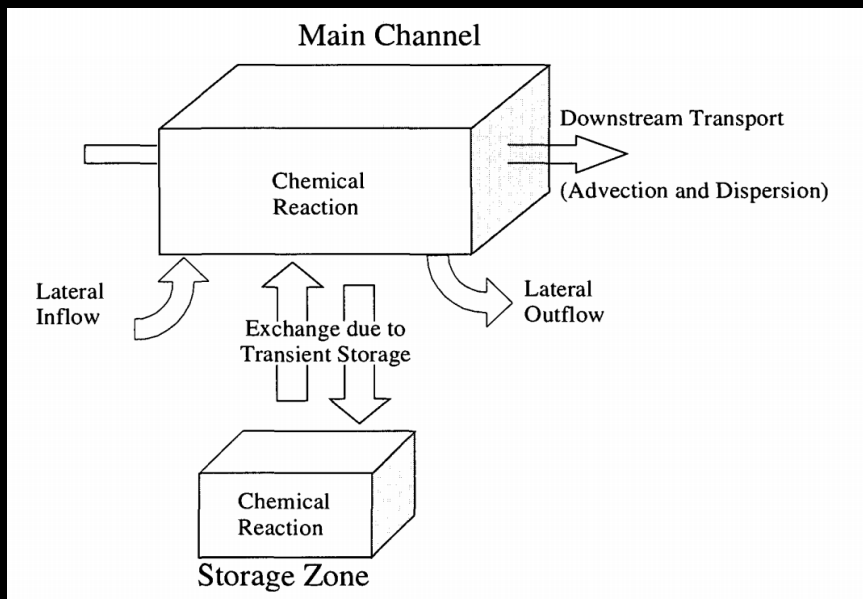 Main Channel
Downstream Transport
(Advection and Dispersion)
Chemical
Reaction
Lateral
Inflow
Exchange due to
Transient Storage
Lateral
Outflow
Chemical
Reaction
Storage Zone